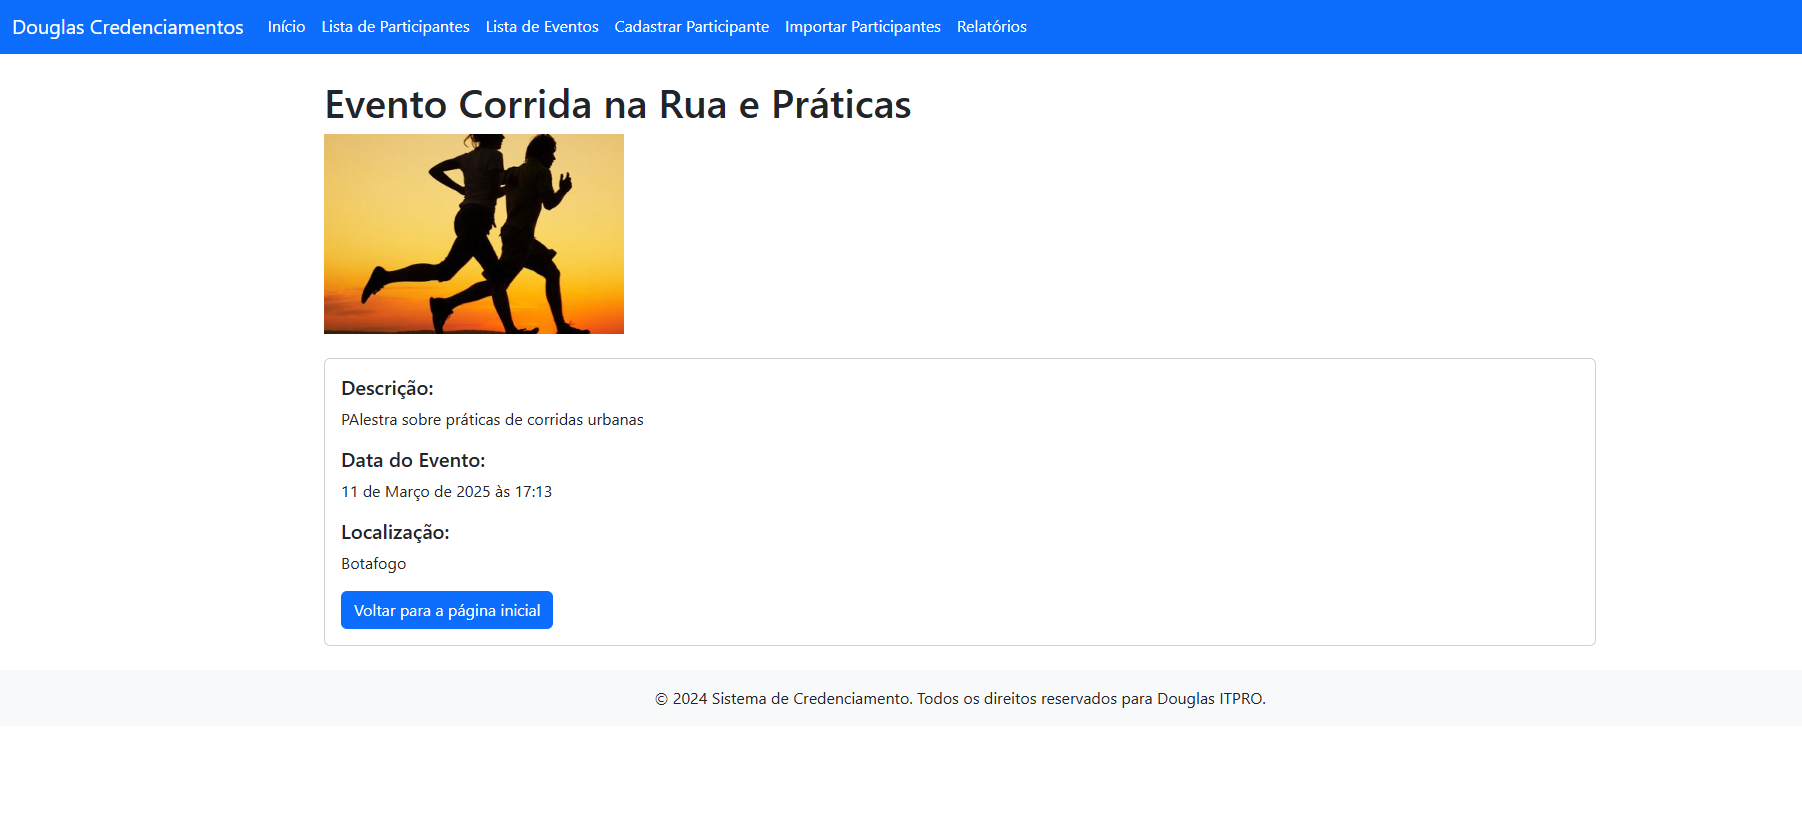 Douglas Credenciamentos Início Lista de Participantes Lista de Eventos Cadastrar Participante Importar Participantes Relatórios
Evento Corrida na Rua e Práticas
Descrição:
PAlestra sobre práticas de corridas urbanas
Data do Evento:
11 de Março de 2025 às 17:13
Localização:
Botafogo
Voltar para a página inicial
© 2024 Sistema de Credenciamento. Todos os direitos reservados para Douglas ITPRO.